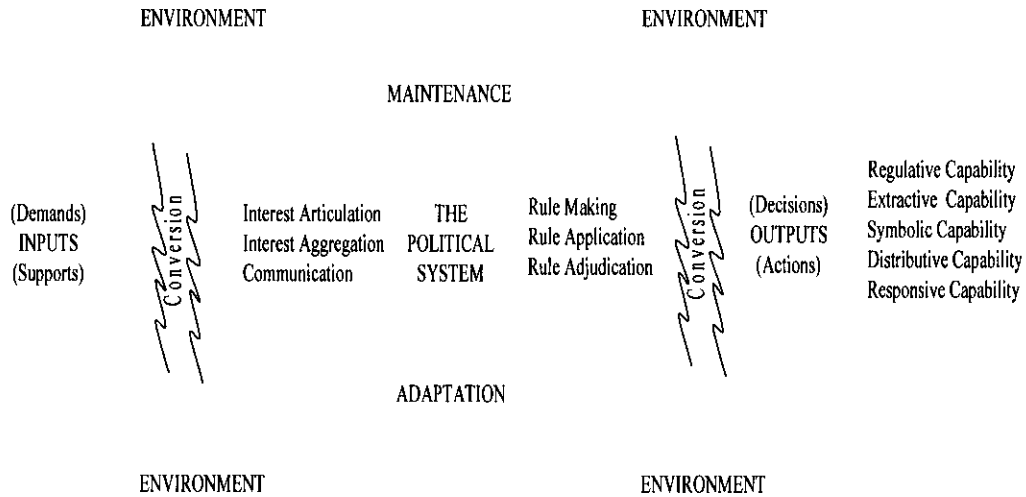 ENVIRONMENT
ENVIRONMENT
MAINTENANCE
(Demands)
INPUTS
(Supports)
Conversion
Interest Articulation
Interest Aggregation
Communication
THE
POLITICAL
SYSTEM
Rule Making
Rule Application
Rule Adjudication
Conversion
(Decisions)
OUTPUTS
(Actions)
Regulative Capability
Extractive Capability
Symbolic Capability
Distributive Capability
Responsive Capability
ADAPTATION
ENVIRONMENT
ENVIRONMENT